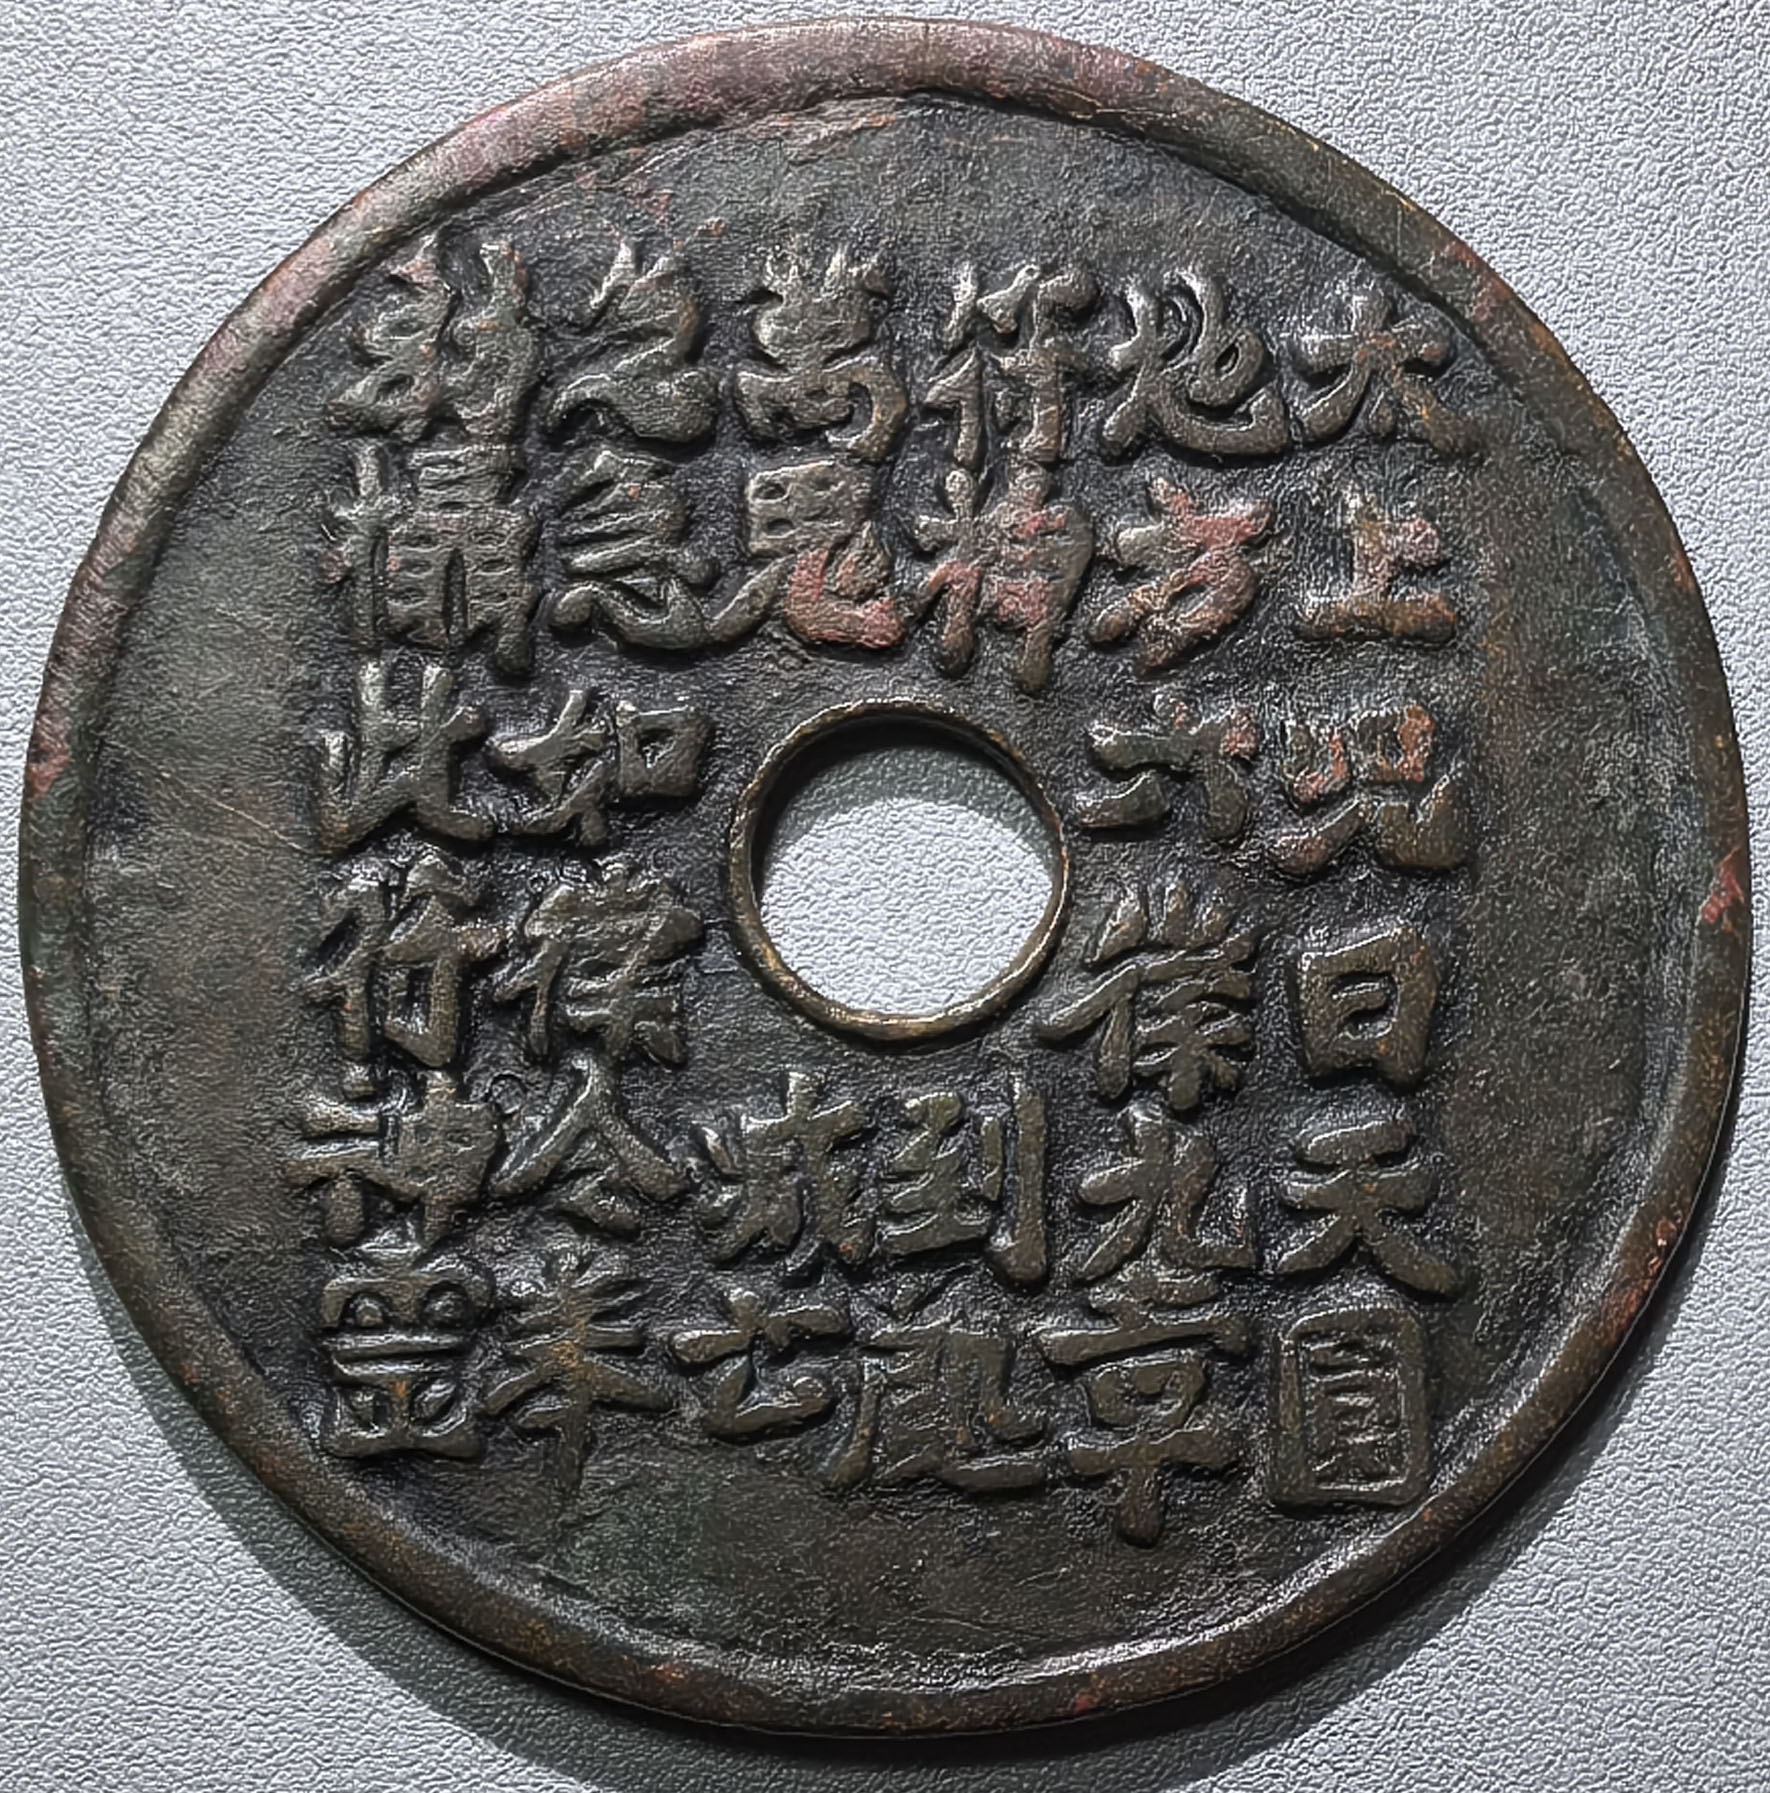 太上咒曰天圓
地方六律九章
符神到處
萬鬼滅亡
急急如律令奉
勅攝此符神靈